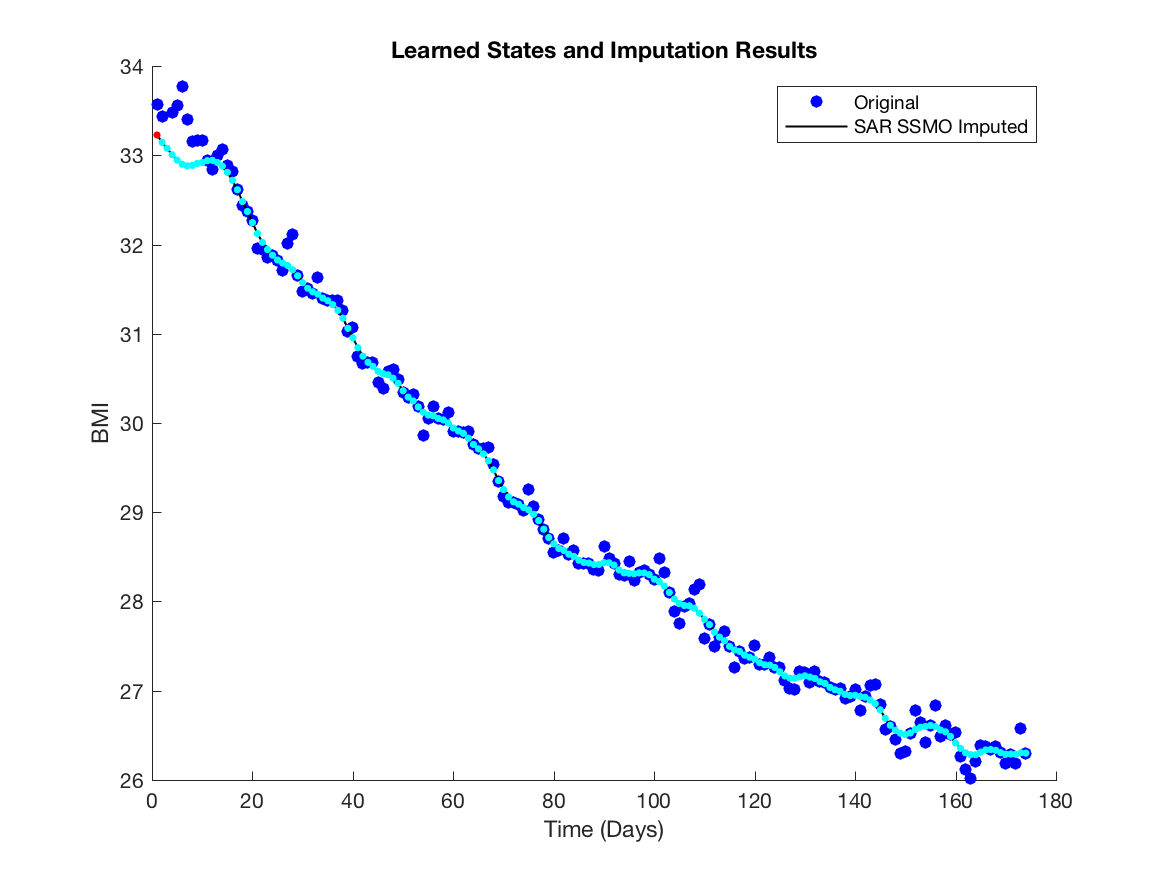 Learned States and Imputation Results
34
33
32
31
30
29
28
27
26
BMI
Original
SAR SSMO Imputed
0 20 40 60 80 100 120 140 160 180
Time (Days)